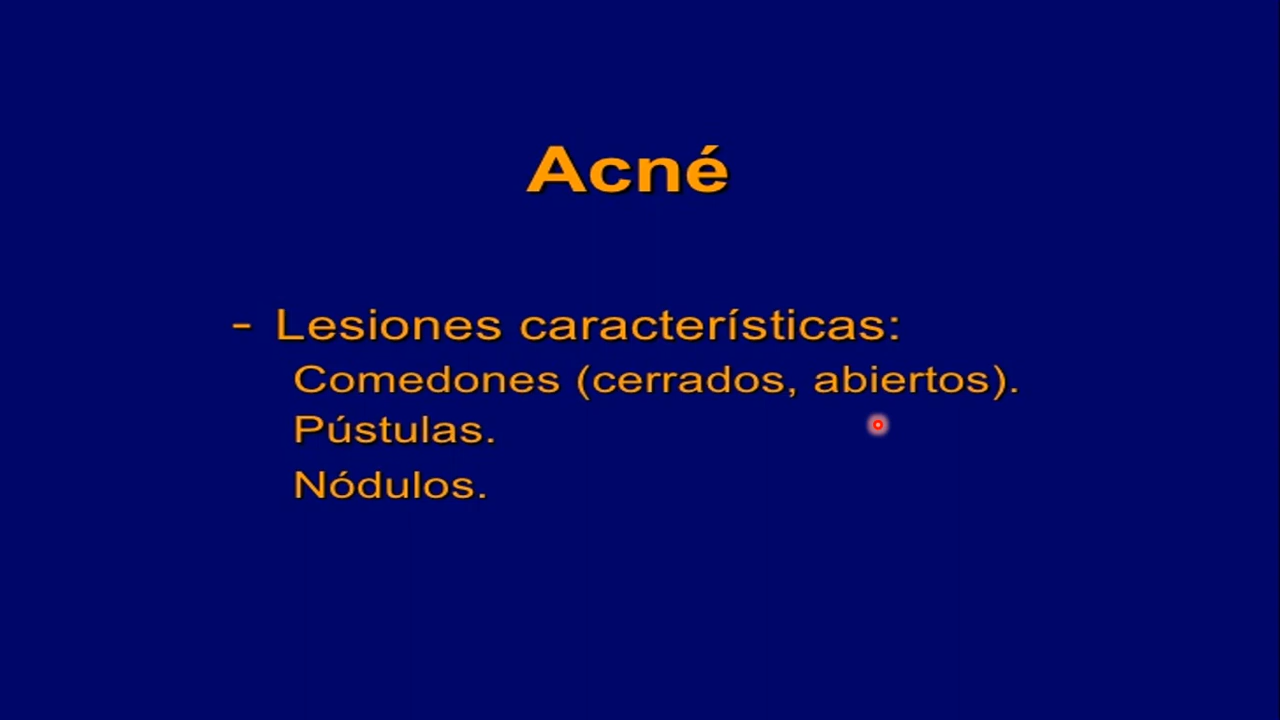 Acné
- Lesiones características:
Comedones (cerrados, abiertos).
Pústulas.
Nódulos.